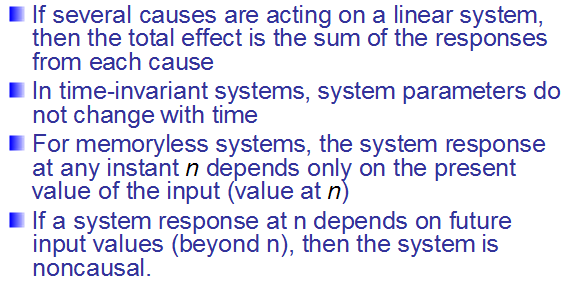 If several causes are acting on a linear system,
then the total effect is the sum of the responses
from each cause
In time-invariant systems, system parameters do
not change with time
For memoryless systems, the system response
at any instant n depends only on the present
value of the input (value at n)
If a system response at n depends on future
input values (beyond n), then the system is
noncausal.